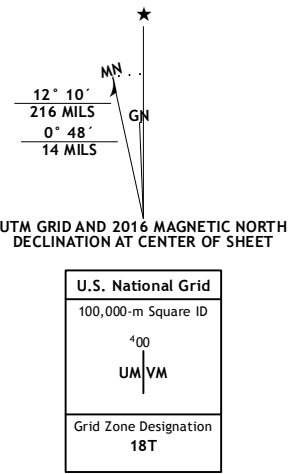 ★
MN
12° 10´
216 MILS
GN
0° 48´
14 MILS
UTM GRID AND 2016 MAGNETIC NORTH
DECLINATION AT CENTER OF SHEET
U.S. National Grid
100,000-m Square ID
⁴00
UM VM
Grid Zone Designation
18T